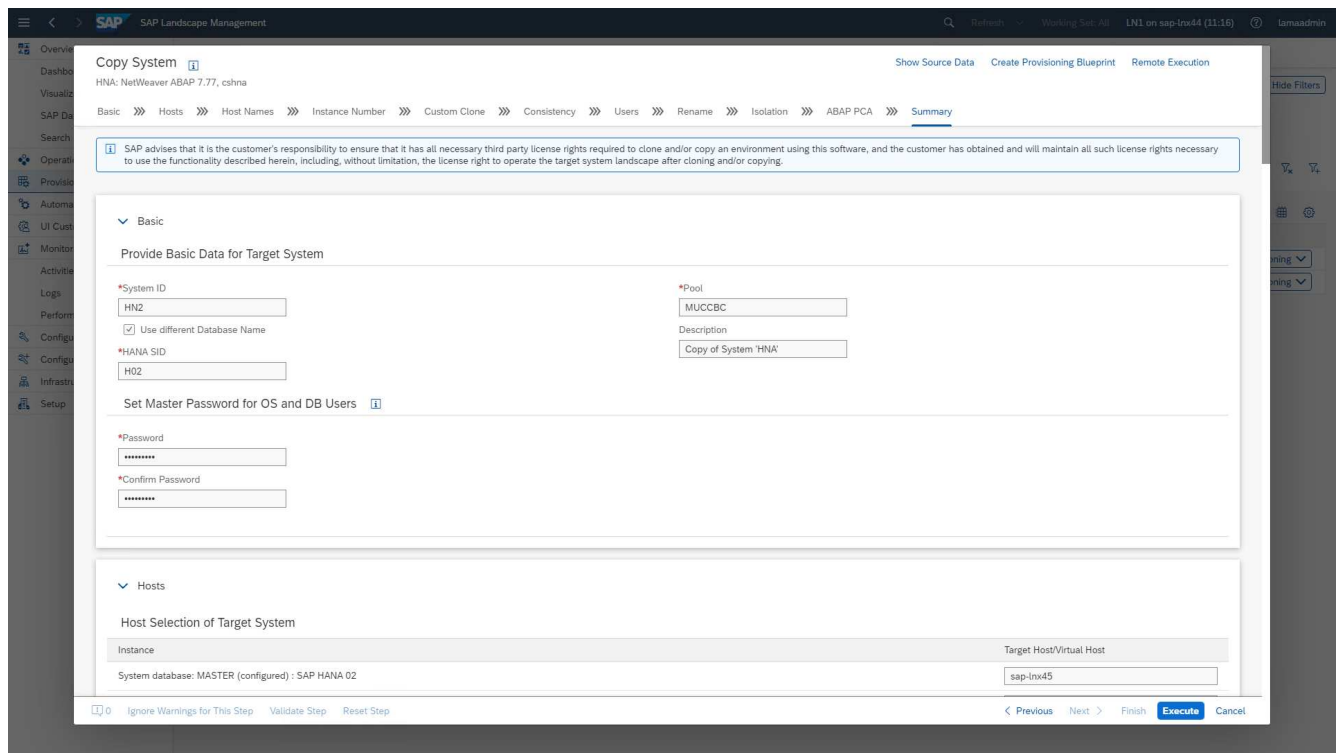 SAP SAP Landscape Management Refresh Working Set: All LN1 on sap-lnx44 (11:16) lamaadmin
Overvie
Dashbo
Visualiz
SAP Da
Search
Operati
Provisio
Automa
UI Cust
Monitor
Activitie
Logs
Perform
Configu
Configu
Infrastru
Setup
Hide Filters
oning
oning
Copy System
Show Source Data Create Provisioning Blueprint Remote Execution
HNA: NetWeaver ABAP 7.77, cshna
Basic Hosts Host Names Instance Number Custom Clone Consistency Users Rename Isolation ABAP PCA Summary
SAP advises that it is the customer's responsibility to ensure that it has all necessary third party license rights required to clone and/or copy an environment using this software, and the customer has obtained and will maintain all such license rights necessary
to use the functionality described herein, including, without limitation, the license right to operate the target system landscape after cloning and/or copying.
Basic
Provide Basic Data for Target System
*System ID
HN2
Use different Database Name
*HANA SID
H02
*Pool
MUCCBC
Description
Copy of System 'HNA'
Set Master Password for OS and DB Users
*Password
•••••••••
*Confirm Password
•••••••••
Hosts
Host Selection of Target System
Instance Target Host/Virtual Host
System database: MASTER (configured) : SAP HANA 02 sap-lnx45
0 Ignore Warnings for This Step Validate Step Reset Step < Previous Next > Finish Execute Cancel